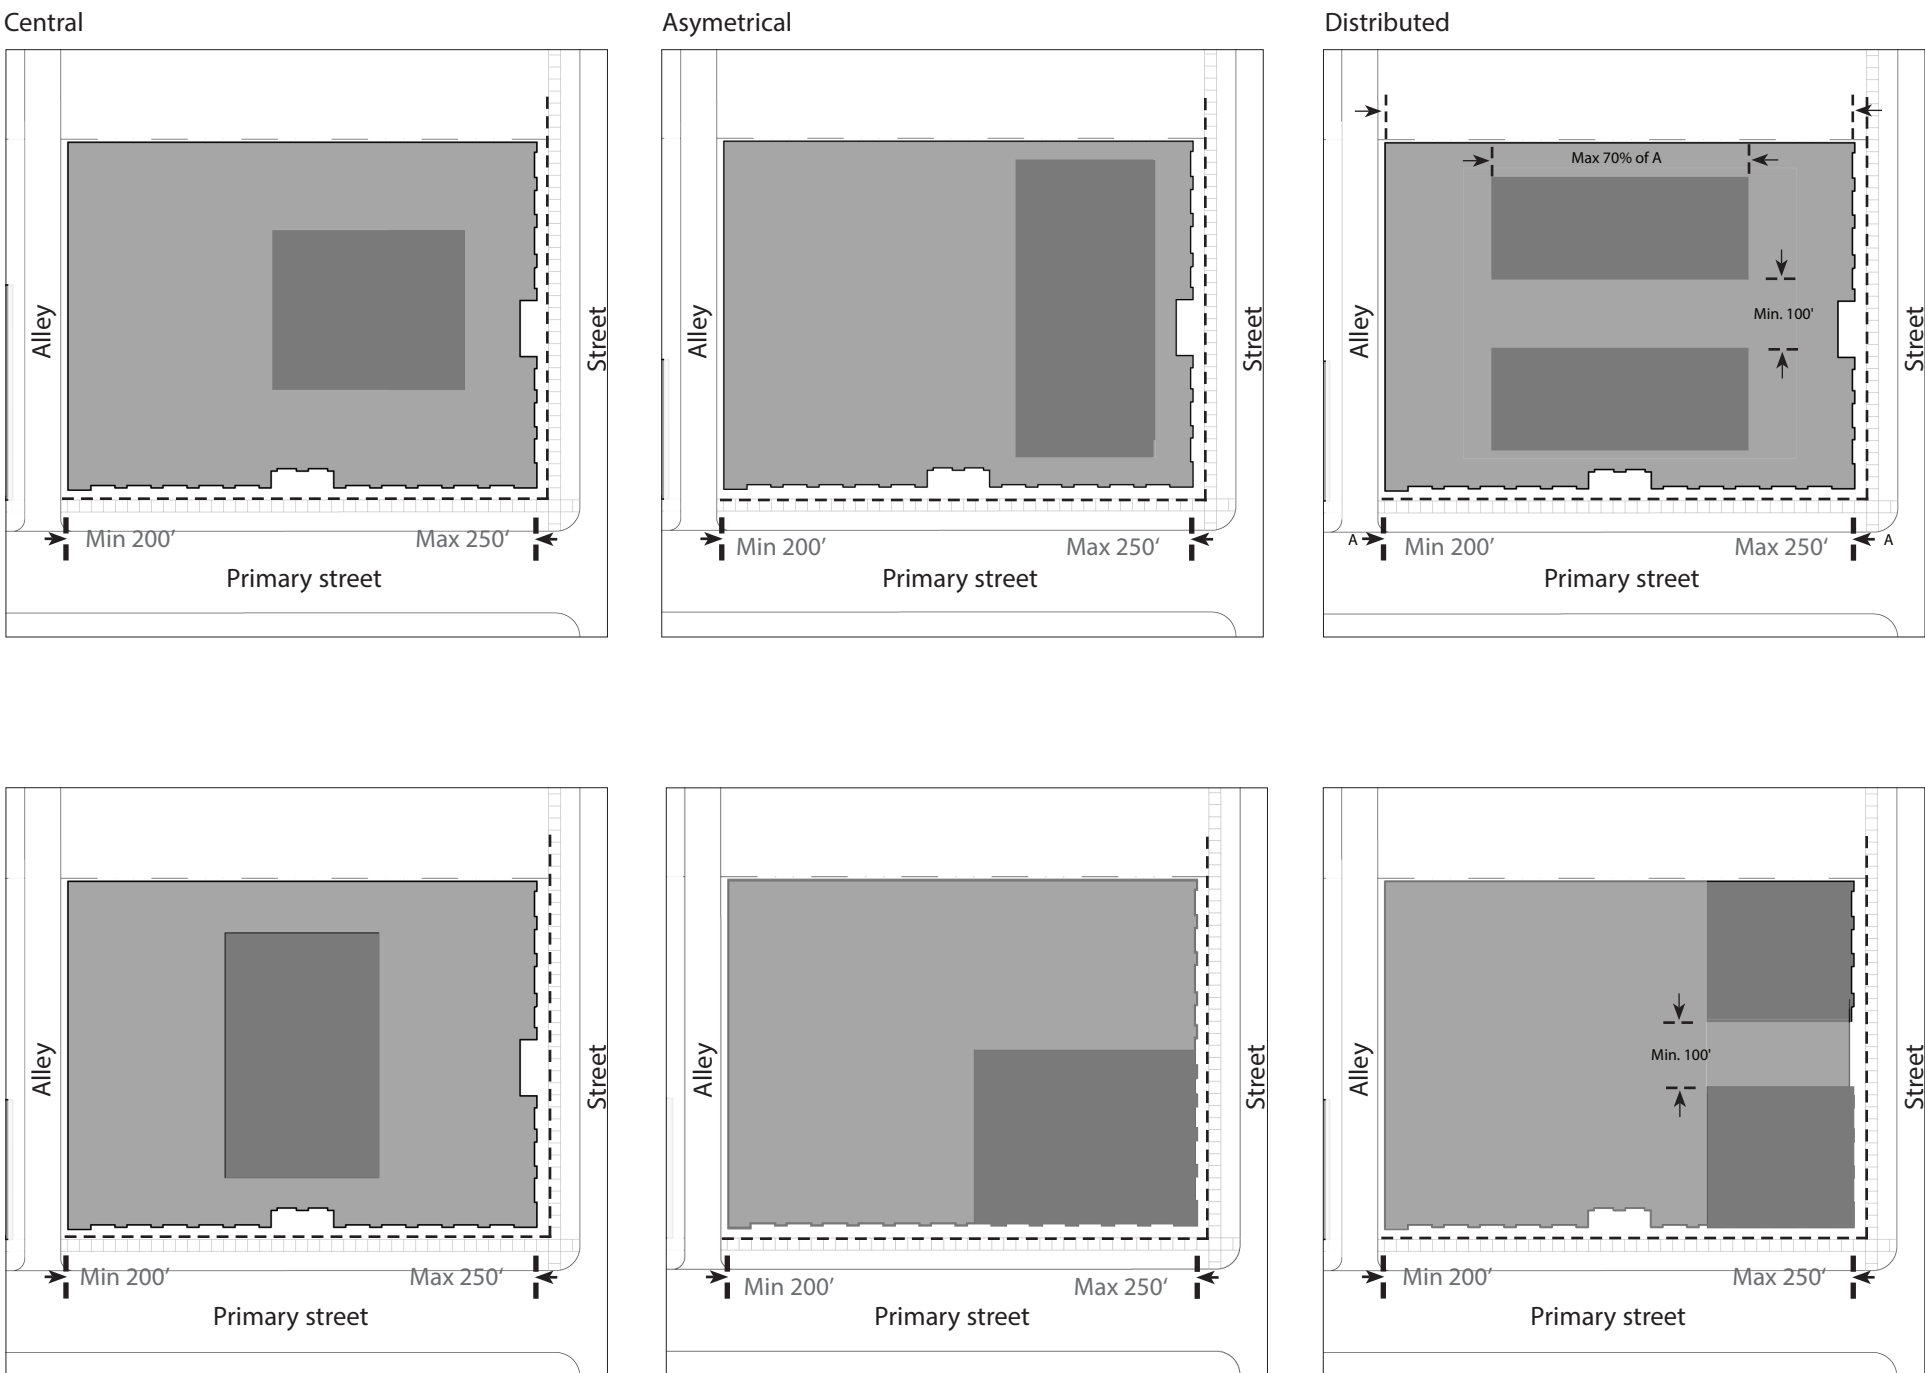 Central
Asymetrical
Distributed
Alley
Street
Min 200’
Max 250‘
Primary street
Alley
Street
Min 200’
Max 250‘
Primary street
Max 70% of A
Min. 100'
Alley
Street
A
Min 200’
Max 250‘
A
Primary street
Alley
Street
Min 200’
Max 250‘
Primary street
Alley
Street
Min 200’
Max 250‘
Primary street
Min. 100'
Alley
Street
Min 200’
Max 250‘
Primary street